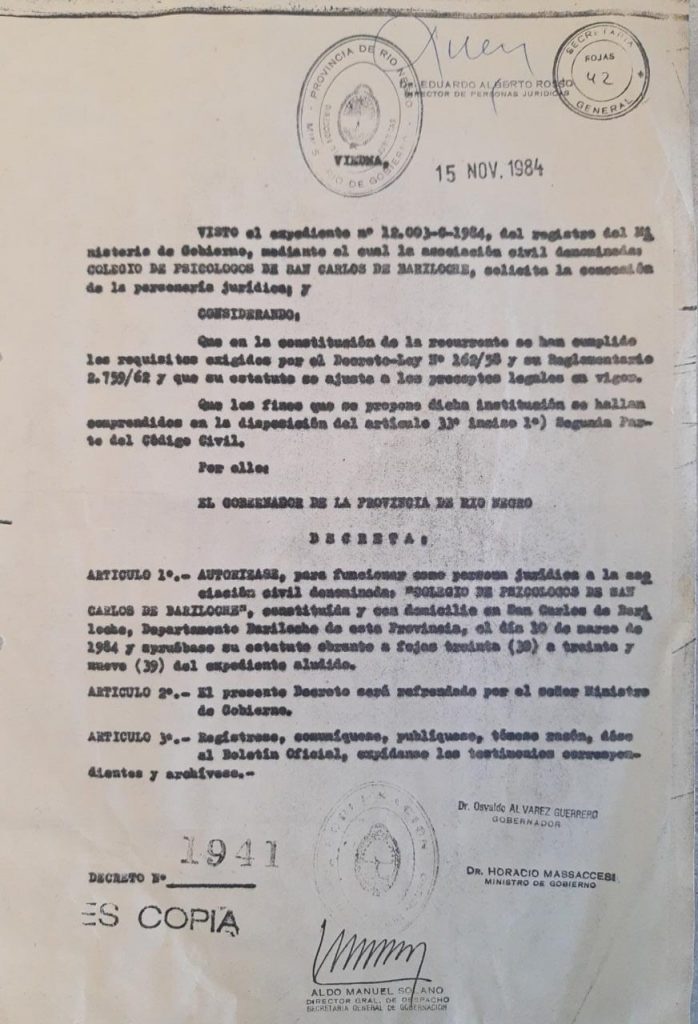 SECRETARIA
FOJAS
42
GENERAL
PROVINCIA DE RIO NEGRO
Dr. EDUARDO ALBERTO ROSSO
DIRECTOR DE PERSONAS JURIDICAS
VIEDMA,
15 NOV. 1984
VISTO el expediente nº 12.003-G-1984, del registro del Mi
nisterio de Gobierno, mediante el cual la asociación civil denominada:
COLEGIO DE PSICOLOGOS DE SAN CARLOS DE BARILOCHE, solicita la concesión
de la personería jurídica; y
CONSIDERANDO:
Que en la constitución de la recurrente se han cumplido
los requisitos exigidos por el Decreto-Ley Nº 162/58 y su Reglamentario
2.759/62 y que su estatuto se ajusta a los preceptos legales en vigor.
Que los fines que se propone dicha institución se hallan
comprendidos en la disposición del artículo 33º inciso 1º) Segunda Par-
te del Código Civil.
Por ello:
EL GOBERNADOR DE LA PROVINCIA DE RIO NEGRO
D E C R E T A :
ARTICULO 1º.- AUTORIZASE, para funcionar como persona jurídica a la aso
ciación civil denominada: "COLEGIO DE PSICOLOGOS DE SAN
CARLOS DE BARILOCHE", constituída y con domicilio en San Carlos de Bari
loche, Departamento Bariloche de esta Provincia, el día 10 de marzo de
1984 y apruébase su estatuto obrante a fojas treinta (30) a treinta y
nueve (39) del expediente aludido.
ARTICULO 2º.- El presente Decreto será refrendado por el señor Ministro
de Gobierno.
ARTICULO 3º.- Regístrese, comuníquese, publíquese, tómese razón, dése
al Boletín Oficial, expídanse los testimonios correspon-
dientes y archívese.-
Dr. Osvaldo ALVAREZ GUERRERO
GOBERNADOR
DR. HORACIO MASSACCESI
MINISTRO DE GOBIERNO
DECRETO Nº 1941
ES COPIA
ALDO MANUEL SOLANO
DIRECTOR GRAL. DE DESPACHO
SECRETARIA GENERAL DE GOBERNACION